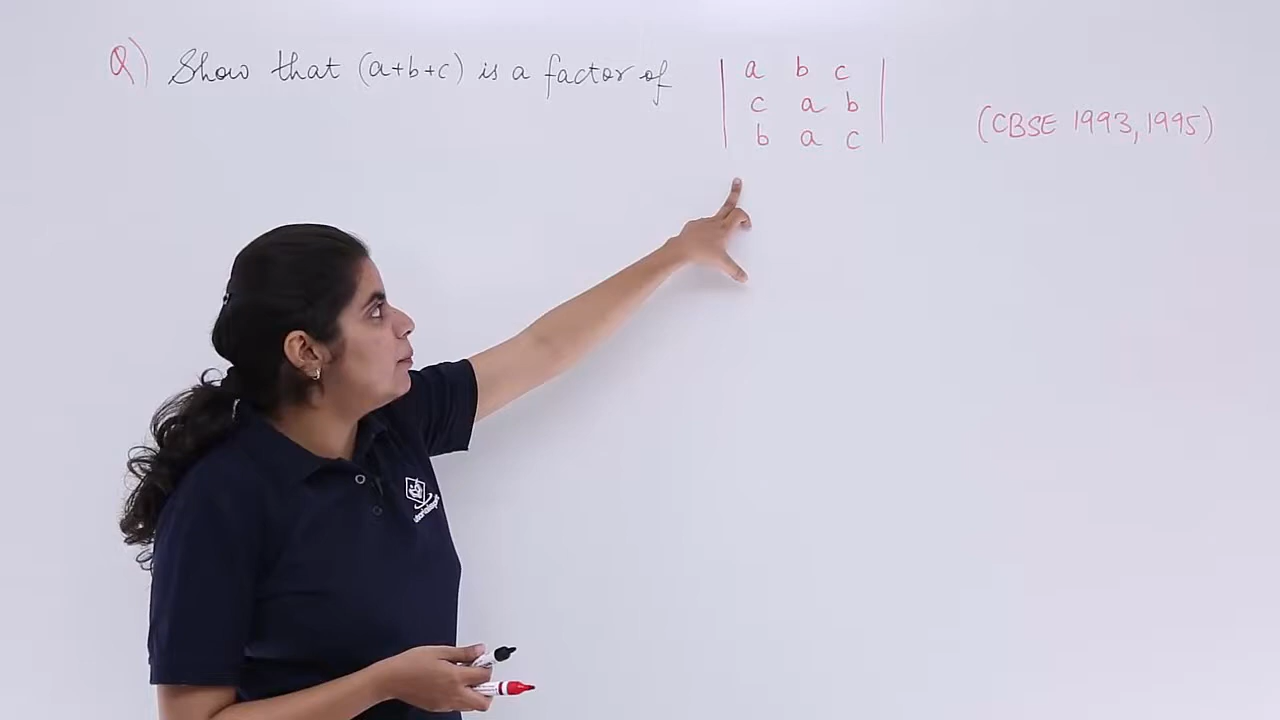 Q) Show that (a+b+c) is a factor of
| a b c |
| c a b |
| b a c |
(CBSE 1993, 1995)